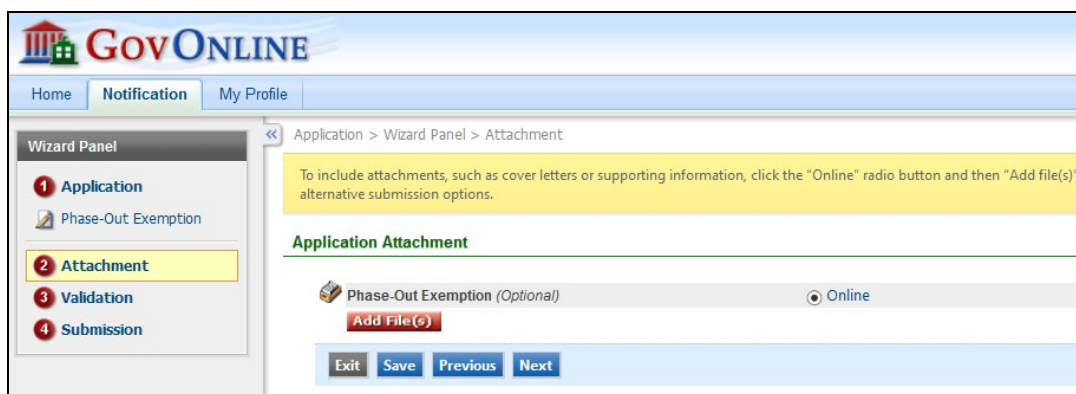 GOVONLINE
Home Notification My Profile
Wizard Panel
1 Application
Phase-Out Exemption
2 Attachment
3 Validation
4 Submission
« Application > Wizard Panel > Attachment
To include attachments, such as cover letters or supporting information, click the "Online" radio button and then "Add file(s)"
alternative submission options.
Application Attachment
Phase-Out Exemption (Optional) Online
Add File(s)
Exit Save Previous Next